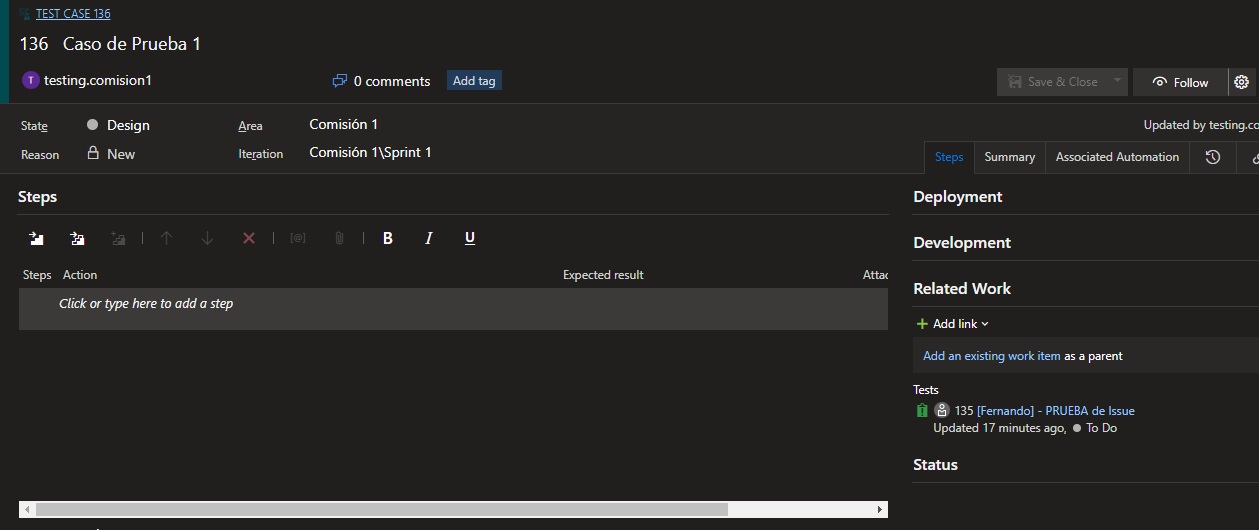 TEST CASE 136
136 Caso de Prueba 1
T testing.comision1 0 comments Add tag Save & Close Follow
State Design Area Comisión 1 Updated by testing.co
Reason New Iteration Comisión 1\Sprint 1
Steps Summary Associated Automation
Steps
B I U
Steps Action Expected result Attac
Click or type here to add a step
Deployment
Development
Related Work
+ Add link
Add an existing work item as a parent
Tests
135 [Fernando] - PRUEBA de Issue
Updated 17 minutes ago, To Do
Status